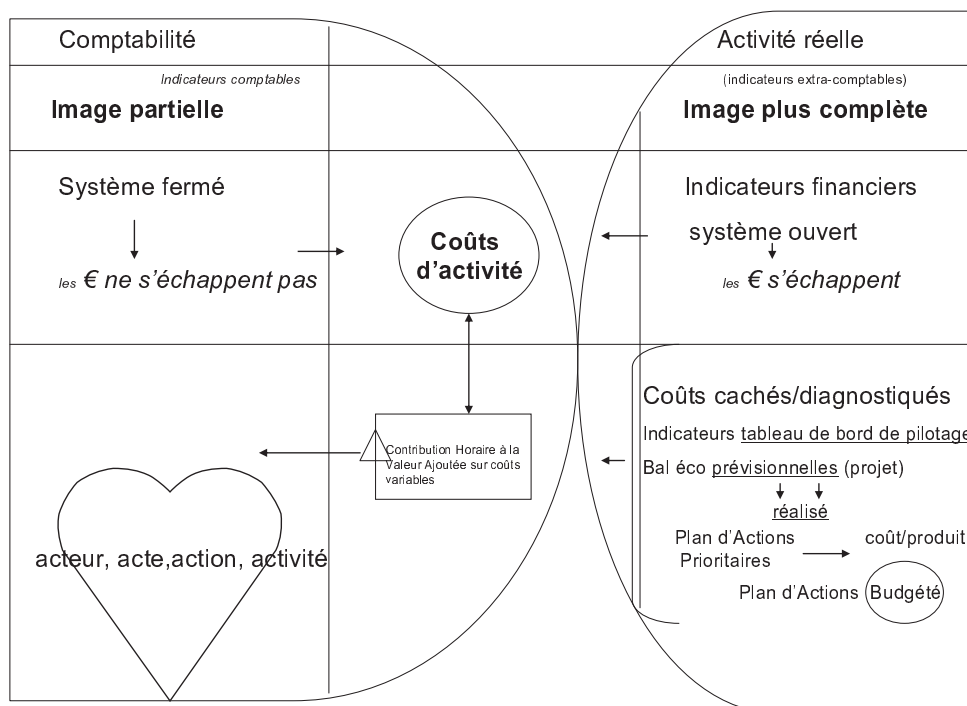 Comptabilité
Indicateurs comptables
Image partielle
Système fermé
les € ne s’échappent pas
Coûts
d’activité
Contribution Horaire à la
Valeur Ajoutée sur coûts
variables
acteur, acte,action, activité
Activité réelle
(indicateurs extra-comptables)
Image plus complète
Indicateurs financiers
système ouvert
les € s’échappent
Coûts cachés/diagnostiqués
Indicateurs tableau de bord de pilotage
Bal éco prévisionnelles (projet)
réalisé
Plan d’Actions
Prioritaires
coût/produit
Plan d’Actions Budgété